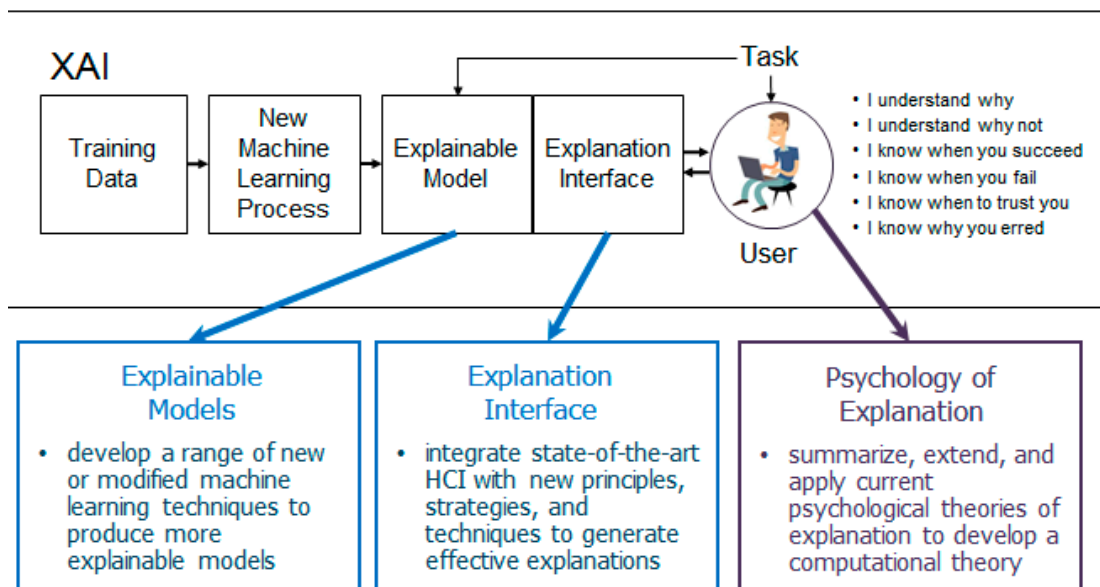 XAI
Task
Training
Data
New
Machine
Learning
Process
Explainable
Model
Explanation
Interface
User
• I understand why
• I understand why not
• I know when you succeed
• I know when you fail
• I know when to trust you
• I know why you erred
Explainable
Models
• develop a range of new
or modified machine
learning techniques to
produce more
explainable models
Explanation
Interface
• integrate state-of-the-art
HCI with new principles,
strategies, and
techniques to generate
effective explanations
Psychology of
Explanation
• summarize, extend, and
apply current
psychological theories of
explanation to develop a
computational theory